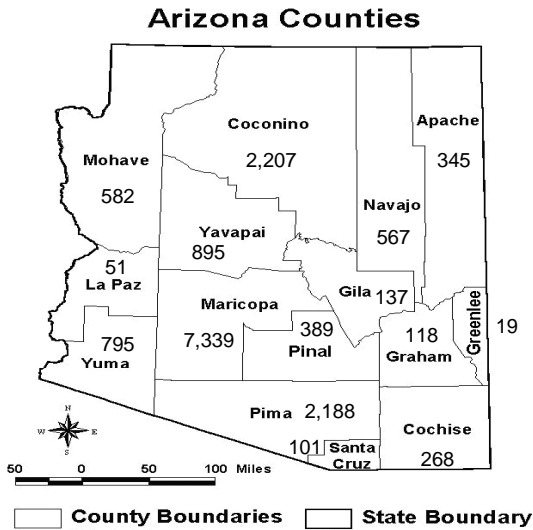 Arizona Counties
Coconino
2,207
Apache
345
Mohave
582
Navajo
567
Yavapai
895
51
La Paz
Gila 137
Maricopa
7,339
389
Pinal
118
Graham
Greenlee
19
795
Yuma
Pima 2,188
Cochise
268
101
Santa
Cruz
N
W E
S
50 0 50 100 Miles
County Boundaries State Boundary